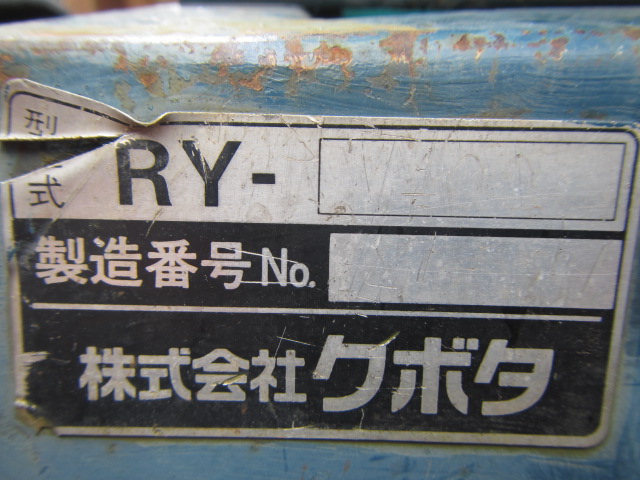 型式 RY-
製造番号 No.
株式会社クボタ